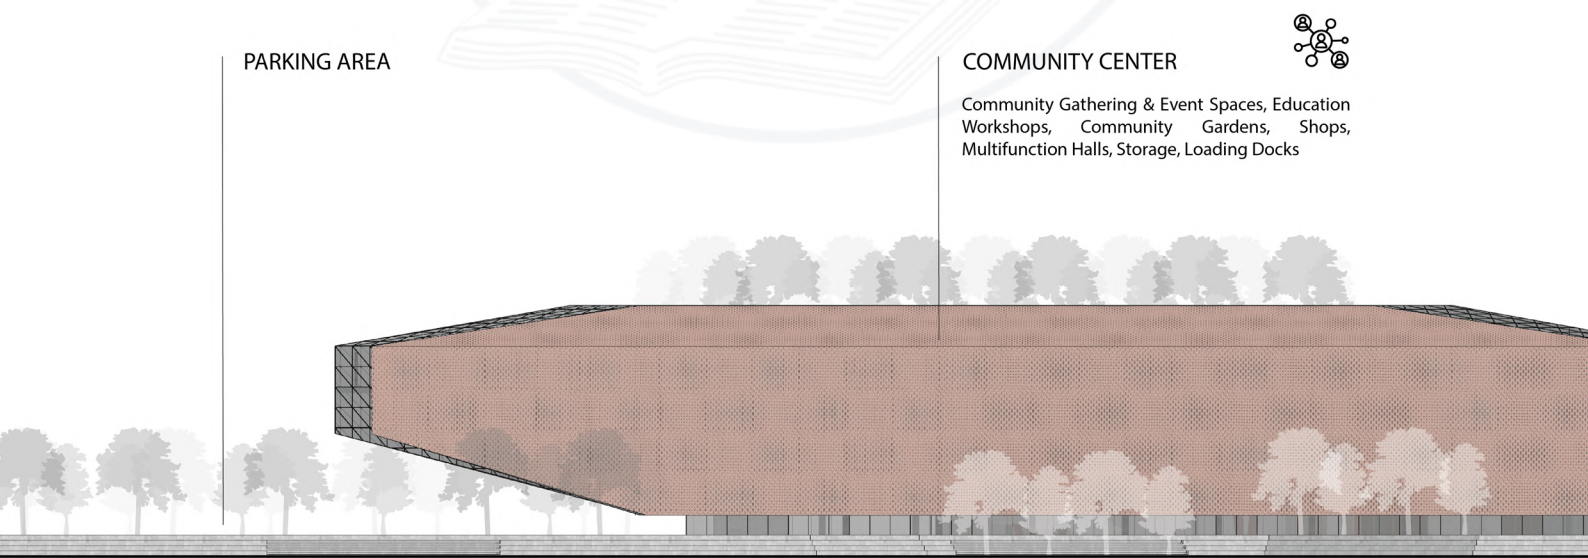 PARKING AREA
COMMUNITY CENTER
Community Gathering & Event Spaces, Education
Workshops, Community Gardens, Shops,
Multifunction Halls, Storage, Loading Docks